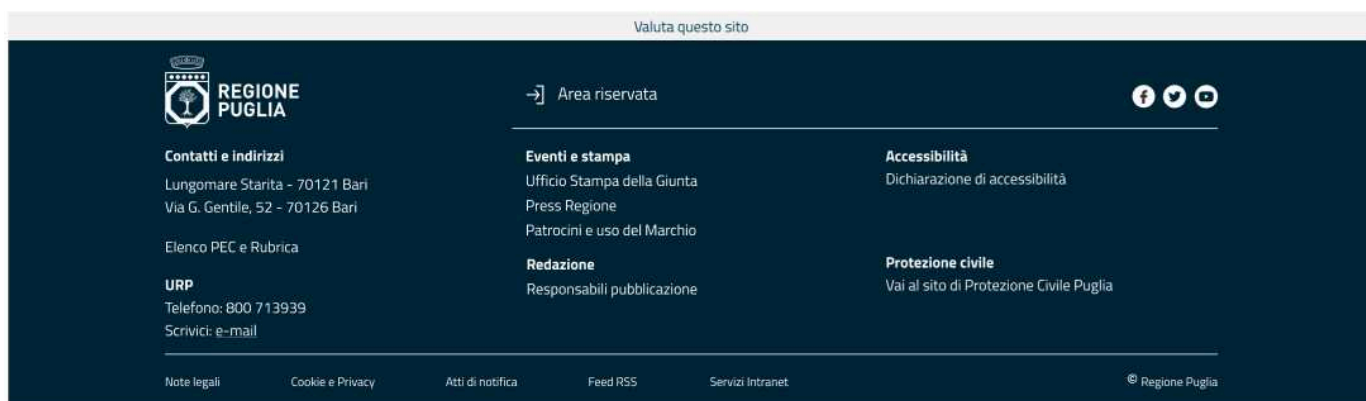 Valuta questo sito
REGIONE
PUGLIA
Area riservata
Contatti e indirizzi
Lungomare Starita - 70121 Bari
Via G. Gentile, 52 - 70126 Bari
Elenco PEC e Rubrica
URP
Telefono: 800 713939
Scrivici: e-mail
Eventi e stampa
Ufficio Stampa della Giunta
Press Regione
Patrocini e uso del Marchio
Redazione
Responsabili pubblicazione
Accessibilità
Dichiarazione di accessibilità
Protezione civile
Vai al sito di Protezione Civile Puglia
Note legali
Cookie e Privacy
Atti di notifica
Feed RSS
Servizi Intranet
© Regione Puglia